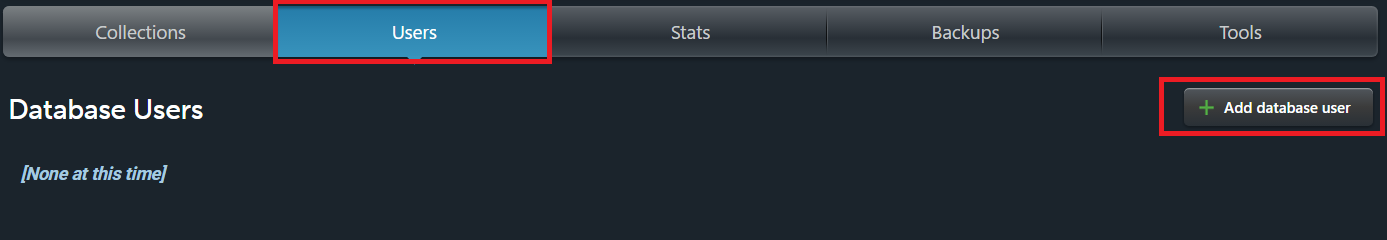 Collections Users Stats Backups Tools
Database Users
+ Add database user
[None at this time]